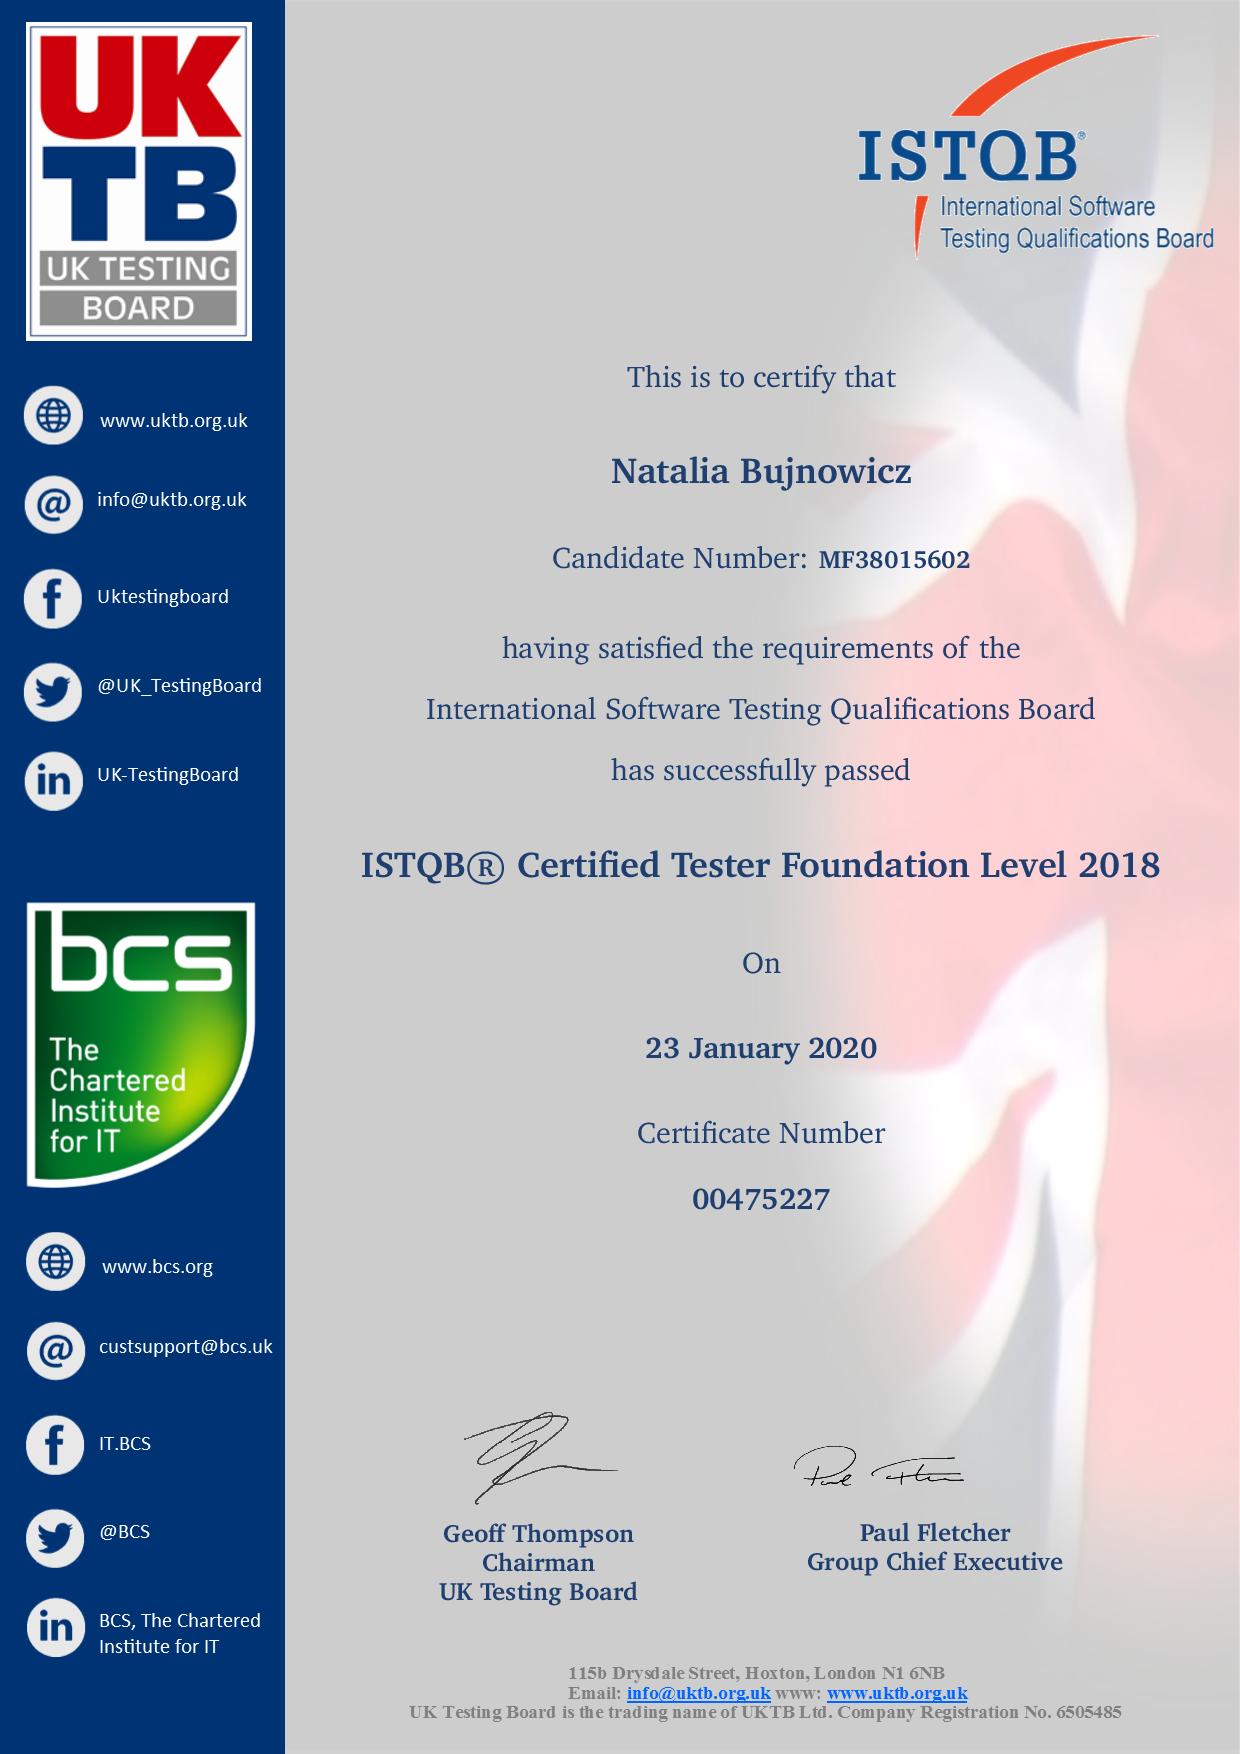 UK
TB
UK TESTING
BOARD
www.uktb.org.uk
info@uktb.org.uk
Uktestingboard
@UK_TestingBoard
UK-TestingBoard
bcs
The
Chartered
Institute
for IT
www.bcs.org
custsupport@bcs.uk
IT.BCS
@BCS
BCS, The Chartered
Institute for IT
ISTQB®
International Software
Testing Qualifications Board
This is to certify that
Natalia Bujnowicz
Candidate Number: MF38015602
having satisfied the requirements of the
International Software Testing Qualifications Board
has successfully passed
ISTQB® Certified Tester Foundation Level 2018
On
23 January 2020
Certificate Number
00475227
Geoff Thompson
Chairman
UK Testing Board
Paul Fletcher
Group Chief Executive
115b Drysdale Street, Hoxton, London N1 6NB
Email: info@uktb.org.uk www: www.uktb.org.uk
UK Testing Board is the trading name of UKTB Ltd. Company Registration No. 6505485